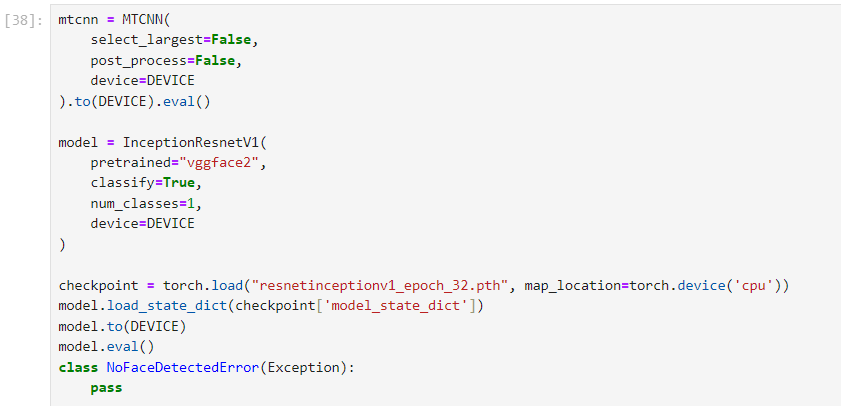 [38]:
mtcnn = MTCNN(
    select_largest=False,
    post_process=False,
    device=DEVICE
).to(DEVICE).eval()

model = InceptionResnetV1(
    pretrained="vggface2",
    classify=True,
    num_classes=1,
    device=DEVICE
)

checkpoint = torch.load("resnetinceptionv1_epoch_32.pth", map_location=torch.device('cpu'))
model.load_state_dict(checkpoint['model_state_dict'])
model.to(DEVICE)
model.eval()
class NoFaceDetectedError(Exception):
    pass